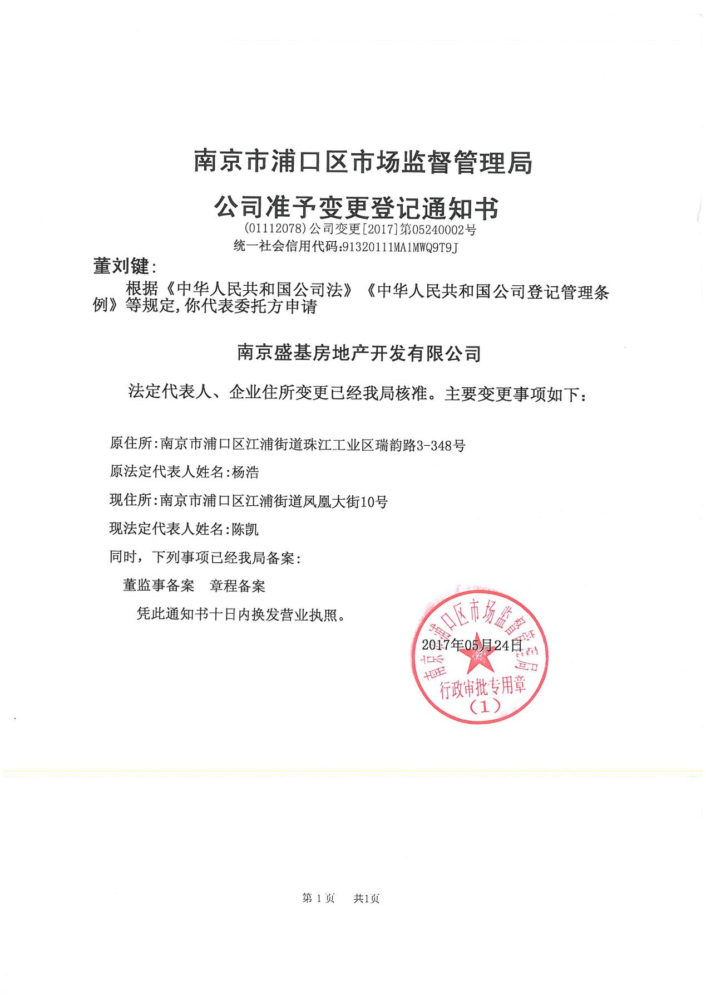 南京市浦口区市场监督管理局
公司准予变更登记通知书
(01112078)公司变更[2017]第05240002号
统一社会信用代码:91320111MA1MWQ9T9J
董刘键:
根据《中华人民共和国公司法》《中华人民共和国公司登记管理条
例》等规定,你代表委托方申请
南京盛基房地产开发有限公司
法定代表人、企业住所变更已经我局核准。主要变更事项如下:
原住所:南京市浦口区江浦街道珠江工业区瑞韵路3-348号
原法定代表人姓名:杨浩
现住所:南京市浦口区江浦街道凤凰大街10号
现法定代表人姓名:陈凯
同时，下列事项已经我局备案:
董监事备案 章程备案
凭此通知书十日内换发营业执照。
南京市浦口区市场监督管理局
2017年05月24日
行政审批专用章
(1)
第 1 页 共1页